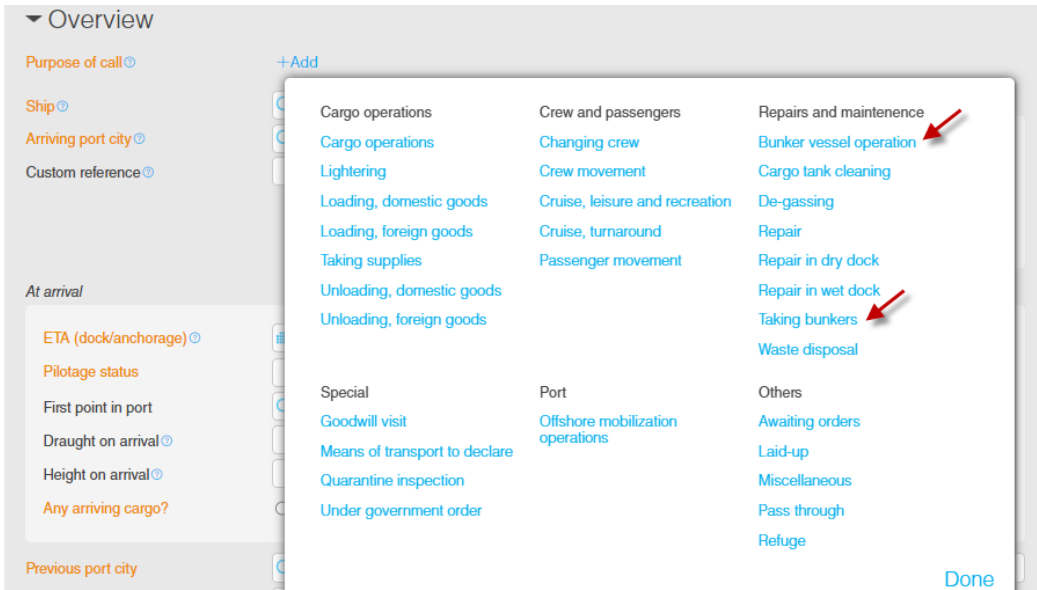 Overview
Purpose of call
+Add
Ship
Arriving port city
Custom reference
Cargo operations
Cargo operations
Lightering
Loading, domestic goods
Loading, foreign goods
Taking supplies
Unloading, domestic goods
Unloading, foreign goods
Crew and passengers
Changing crew
Crew movement
Cruise, leisure and recreation
Cruise, turnaround
Passenger movement
Repairs and maintenence
Bunker vessel operation
Cargo tank cleaning
De-gassing
Repair
Repair in dry dock
Repair in wet dock
Taking bunkers
Waste disposal
Special
Goodwill visit
Means of transport to declare
Quarantine inspection
Under government order
Port
Offshore mobilization
operations
Others
Awaiting orders
Laid-up
Miscellaneous
Pass through
Refuge
Done
At arrival
ETA (dock/anchorage)
Pilotage status
First point in port
Draught on arrival
Height on arrival
Any arriving cargo?
Previous port city